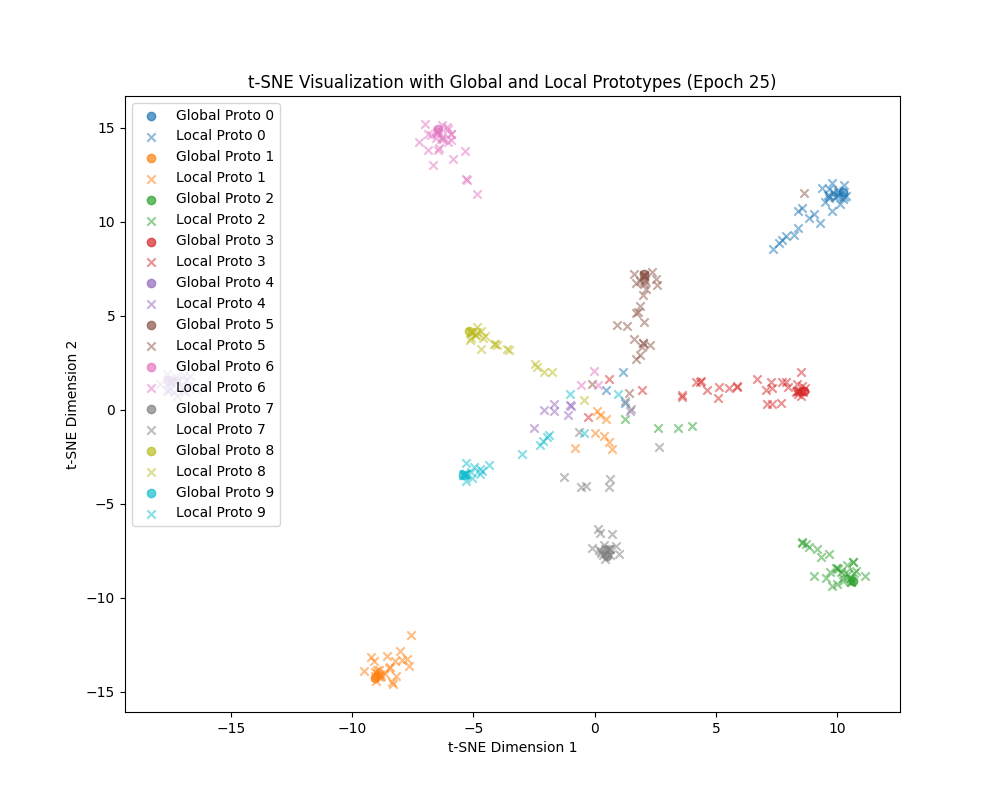 t-SNE Visualization with Global and Local Prototypes (Epoch 25)
Global Proto 0
Local Proto 0
Global Proto 1
Local Proto 1
Global Proto 2
Local Proto 2
Global Proto 3
Local Proto 3
Global Proto 4
Local Proto 4
Global Proto 5
Local Proto 5
Global Proto 6
Local Proto 6
Global Proto 7
Local Proto 7
Global Proto 8
Local Proto 8
Global Proto 9
Local Proto 9
15
10
5
0
−5
−10
−15
t-SNE Dimension 2
−15 −10 −5 0 5 10
t-SNE Dimension 1